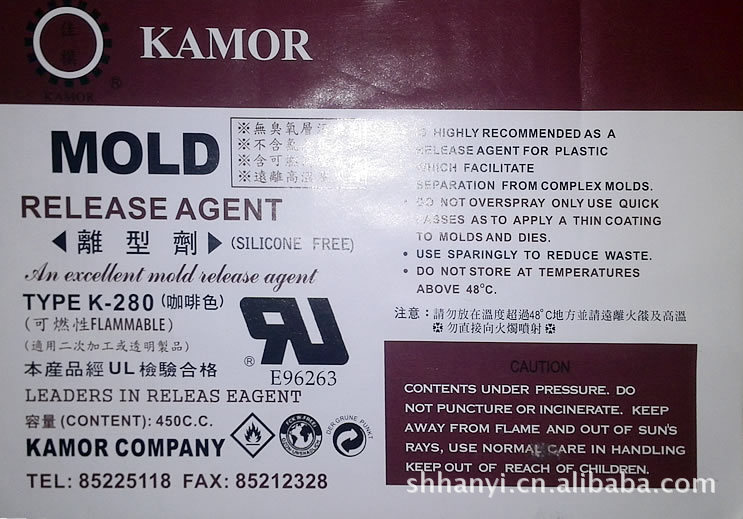 佳
模
KAMOR
®
KAMOR
MOLD
※無臭氧層
※不含
※含可
※遠離高
RELEASE AGENT
◀離型劑▶(SILICONE FREE)
An excellent mold release agent
TYPE K-280(咖啡色)
(可燃性FLAMMABLE)
(適用二次加工或透明製品)
本産品經UL檢驗合格
® E96263
LEADERS IN RELEAS EAGENT
容量(CONTENT): 450C.C.
DER GRÜNE PUNKT
KAMOR COMPANY
TEL: 85225118 FAX: 85212328
HIGHLY RECOMMENDED AS A
RELEASE AGENT FOR PLASTIC
WHICH FACILITATE
SEPARATION FROM COMPLEX MOLDS.
• DO NOT OVERSPRAY ONLY USE QUICK
PASSES AS TO APPLY A THIN COATING
TO MOLDS AND DIES.
• USE SPARINGLY TO REDUCE WASTE.
• DO NOT STORE AT TEMPERATURES
ABOVE 48°C.
注意：請勿放在溫度超過48°C地方並請遠離火燄及高溫
※勿直接向火燭噴射※
CAUTION
CONTENTS UNDER PRESSURE. DO
NOT PUNCTURE OR INCINERATE. KEEP
AWAY FROM FLAME AND OUT OF SUN'S
RAYS, USE NORMAL CARE IN HANDLING
KEEP OUT OF REACH OF CHILDREN.
shhanyi.cn.alibaba.com